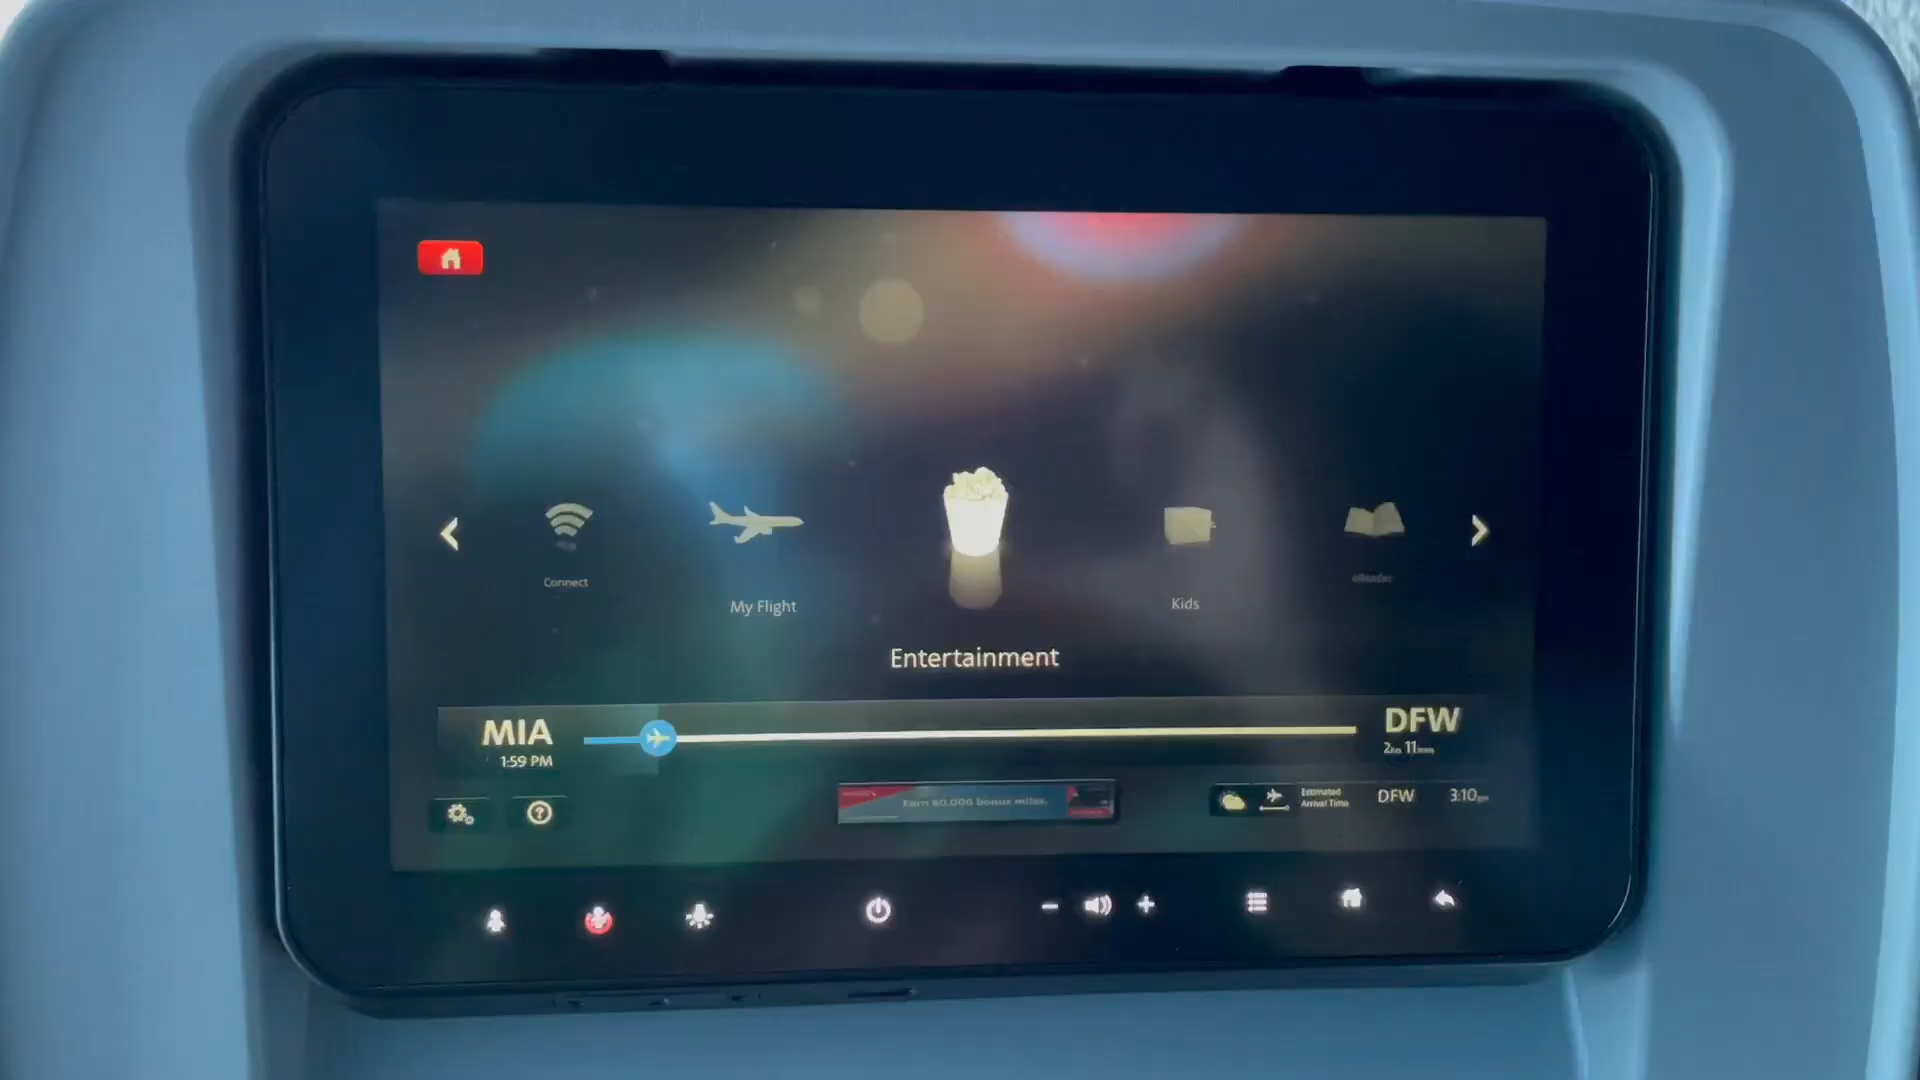 Connect
My Flight
Entertainment
Kids
eReader
MIA
1:59 PM
DFW
2hrs 11mins
Earn 60,000 bonus miles.
Estimated
Arrival Time
DFW
3:10pm